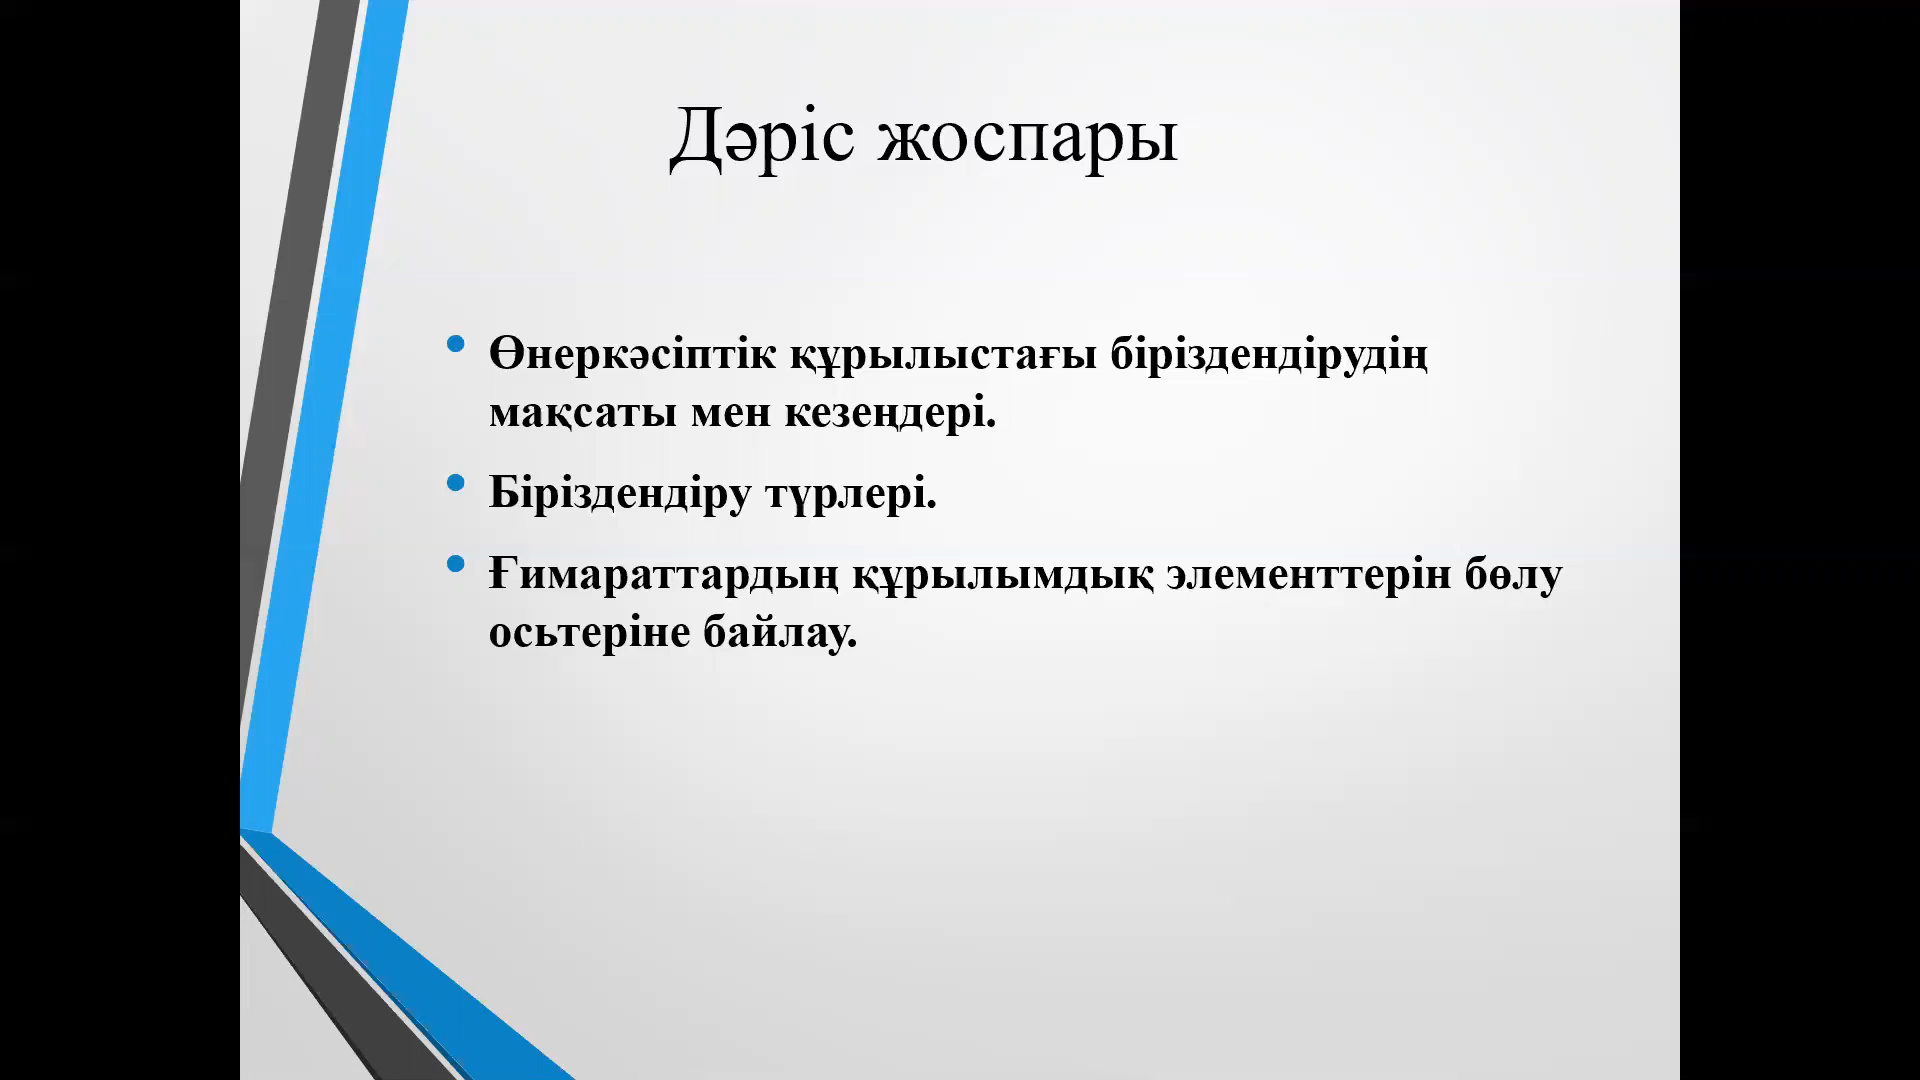 Дәріс жоспары
• Өнеркәсіптік құрылыстағы біріздендірудің
мақсаты мен кезеңдері.
• Біріздендіру түрлері.
• Ғимараттардың құрылымдық элементтерін бөлу
осьтеріне байлау.